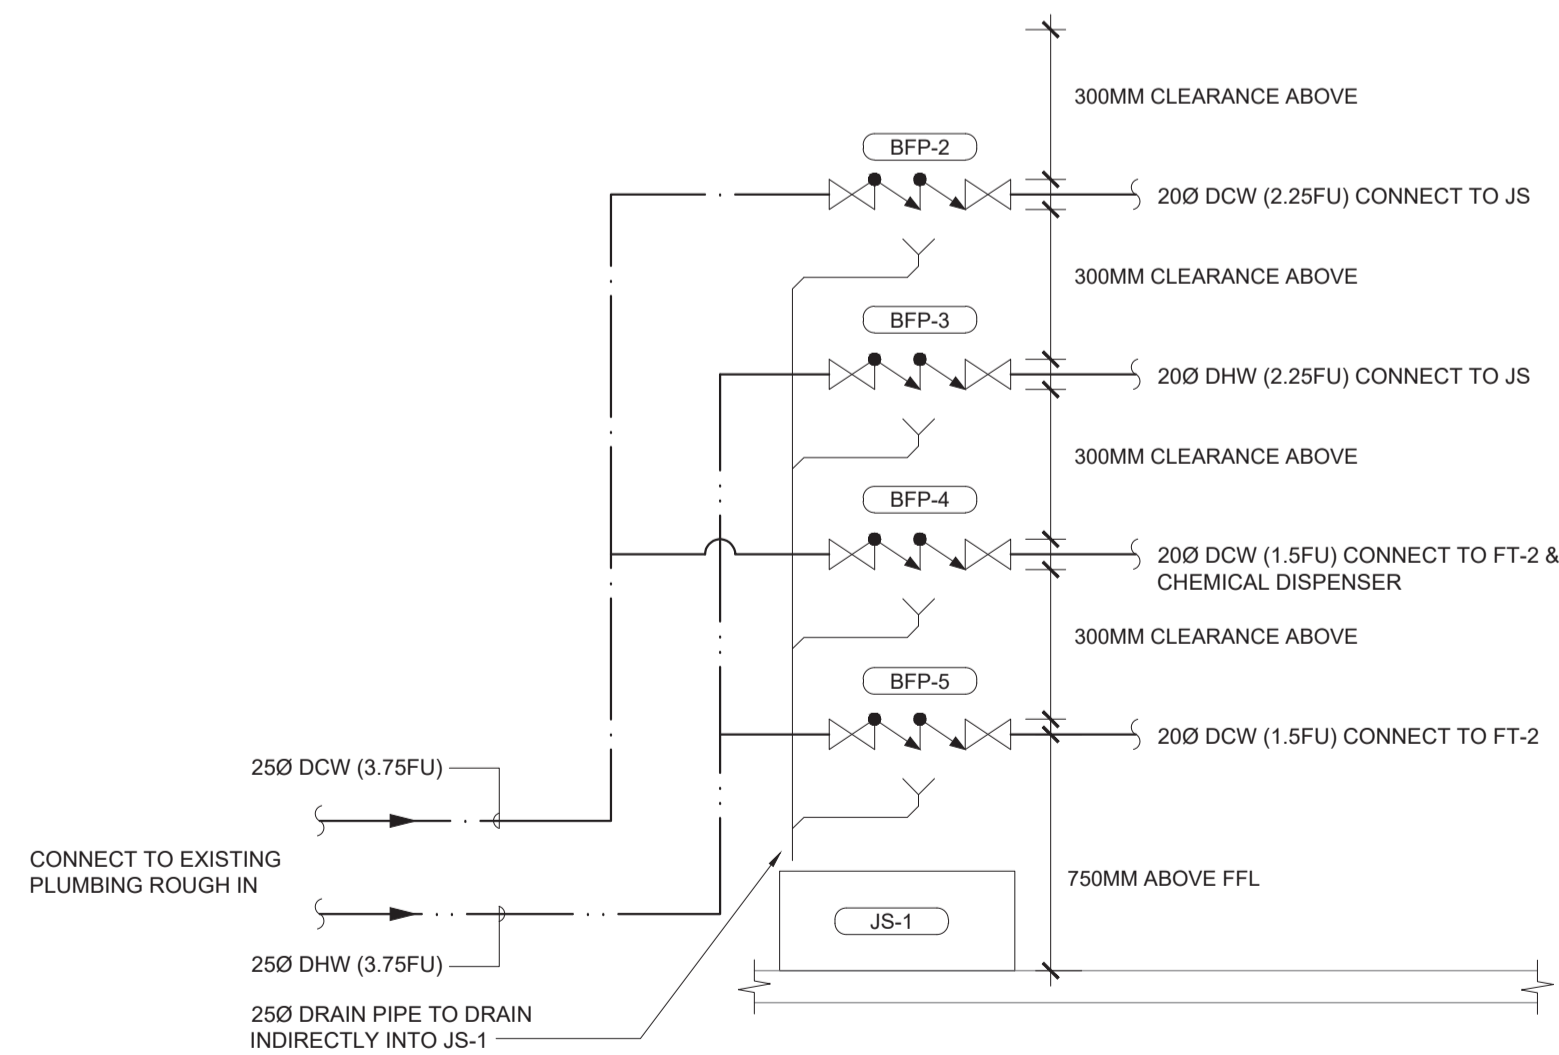 300MM CLEARANCE ABOVE
BFP-2
20Ø DCW (2.25FU) CONNECT TO JS
300MM CLEARANCE ABOVE
BFP-3
20Ø DHW (2.25FU) CONNECT TO JS
300MM CLEARANCE ABOVE
BFP-4
20Ø DCW (1.5FU) CONNECT TO FT-2 &
CHEMICAL DISPENSER
300MM CLEARANCE ABOVE
BFP-5
20Ø DCW (1.5FU) CONNECT TO FT-2
25Ø DCW (3.75FU)
CONNECT TO EXISTING
PLUMBING ROUGH IN
750MM ABOVE FFL
JS-1
25Ø DHW (3.75FU)
25Ø DRAIN PIPE TO DRAIN
INDIRECTLY INTO JS-1